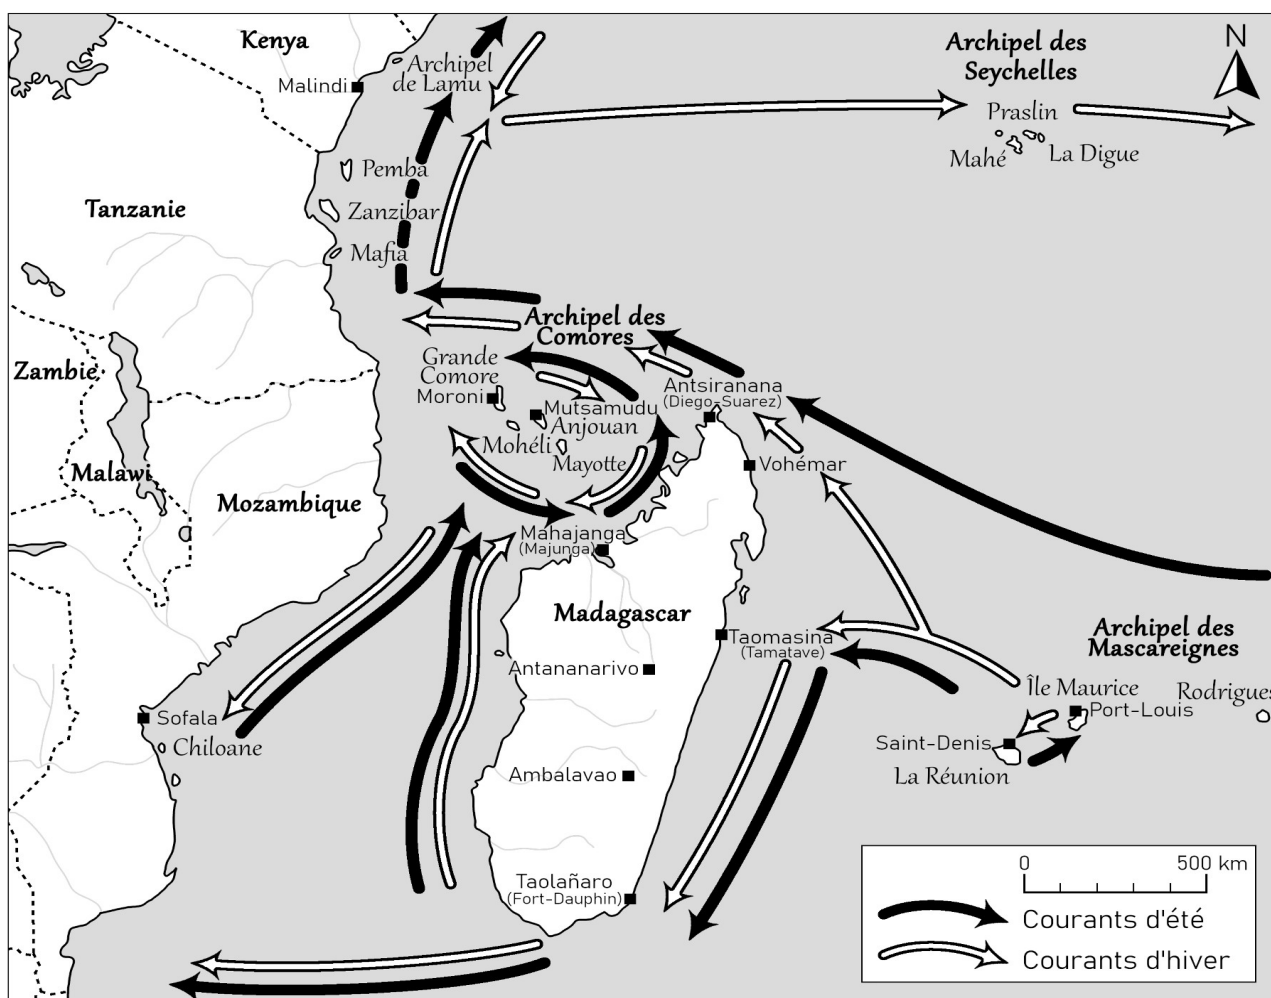 Kenya
Malindi
Archipel
de Lamu
Archipel des
Seychelles
N
Praslin
Mahé
La Digue
Pemba
Tanzanie
Zanzibar
Mafia
Archipel des
Comores
Zambie
Grande
Comore
Moroni
Antsiranana
(Diego-Suarez)
Mutsamudu
Anjouan
Mohéli
Mayotte
Vohémar
Malawi
Mozambique
Mahajanga
(Majunga)
Madagascar
Taomasina
(Tamatave)
Archipel des
Mascareignes
Antananarivo
Île Maurice
Rodrigues
Port-Louis
Sofala
Chiloane
Saint-Denis
La Réunion
Ambalavao
Taolañaro
(Fort-Dauphin)
0 500 km
Courants d'été
Courants d'hiver